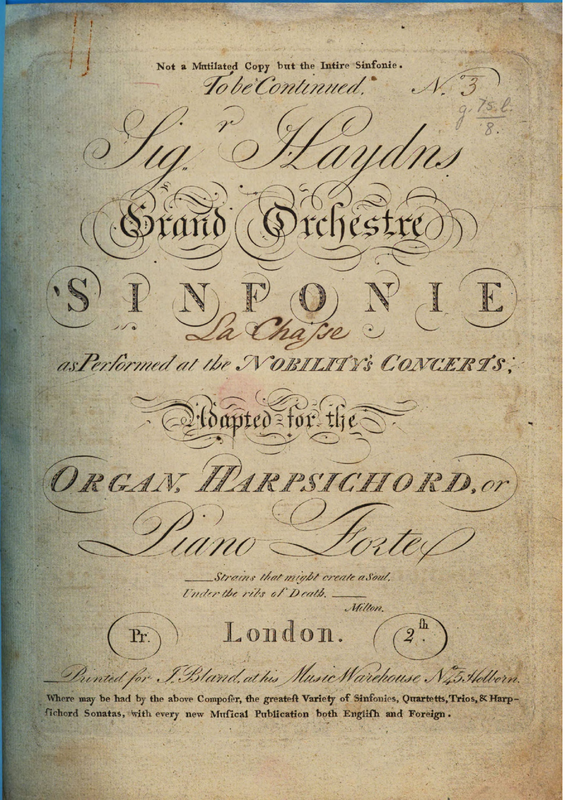 Not a Mutilated Copy but the Intire Sinfonie.
To be Continued. N.o 3
g. 75. l.
8.
Sig.r Haydns
Grand Orchestre
SINFONIE
La Chaſse
as Performed at the NOBILITY's CONCERTS,
Adapted for the
ORGAN, HARPSICHORD, or
Piano Forte
Strains that might create a Soul,
Under the ribs of Death.
Milton.
Pr. London. 2.sh
Printed for J. Bland, at his Music Warehouse No. 45 Holborn.
Where may be had by the above Compoſer, the greateſt Variety of Sinfonies, Quartetts, Trios, & Harp-
ſichord Sonatas, with every new Muſical Publication both Engliſh and Foreign.